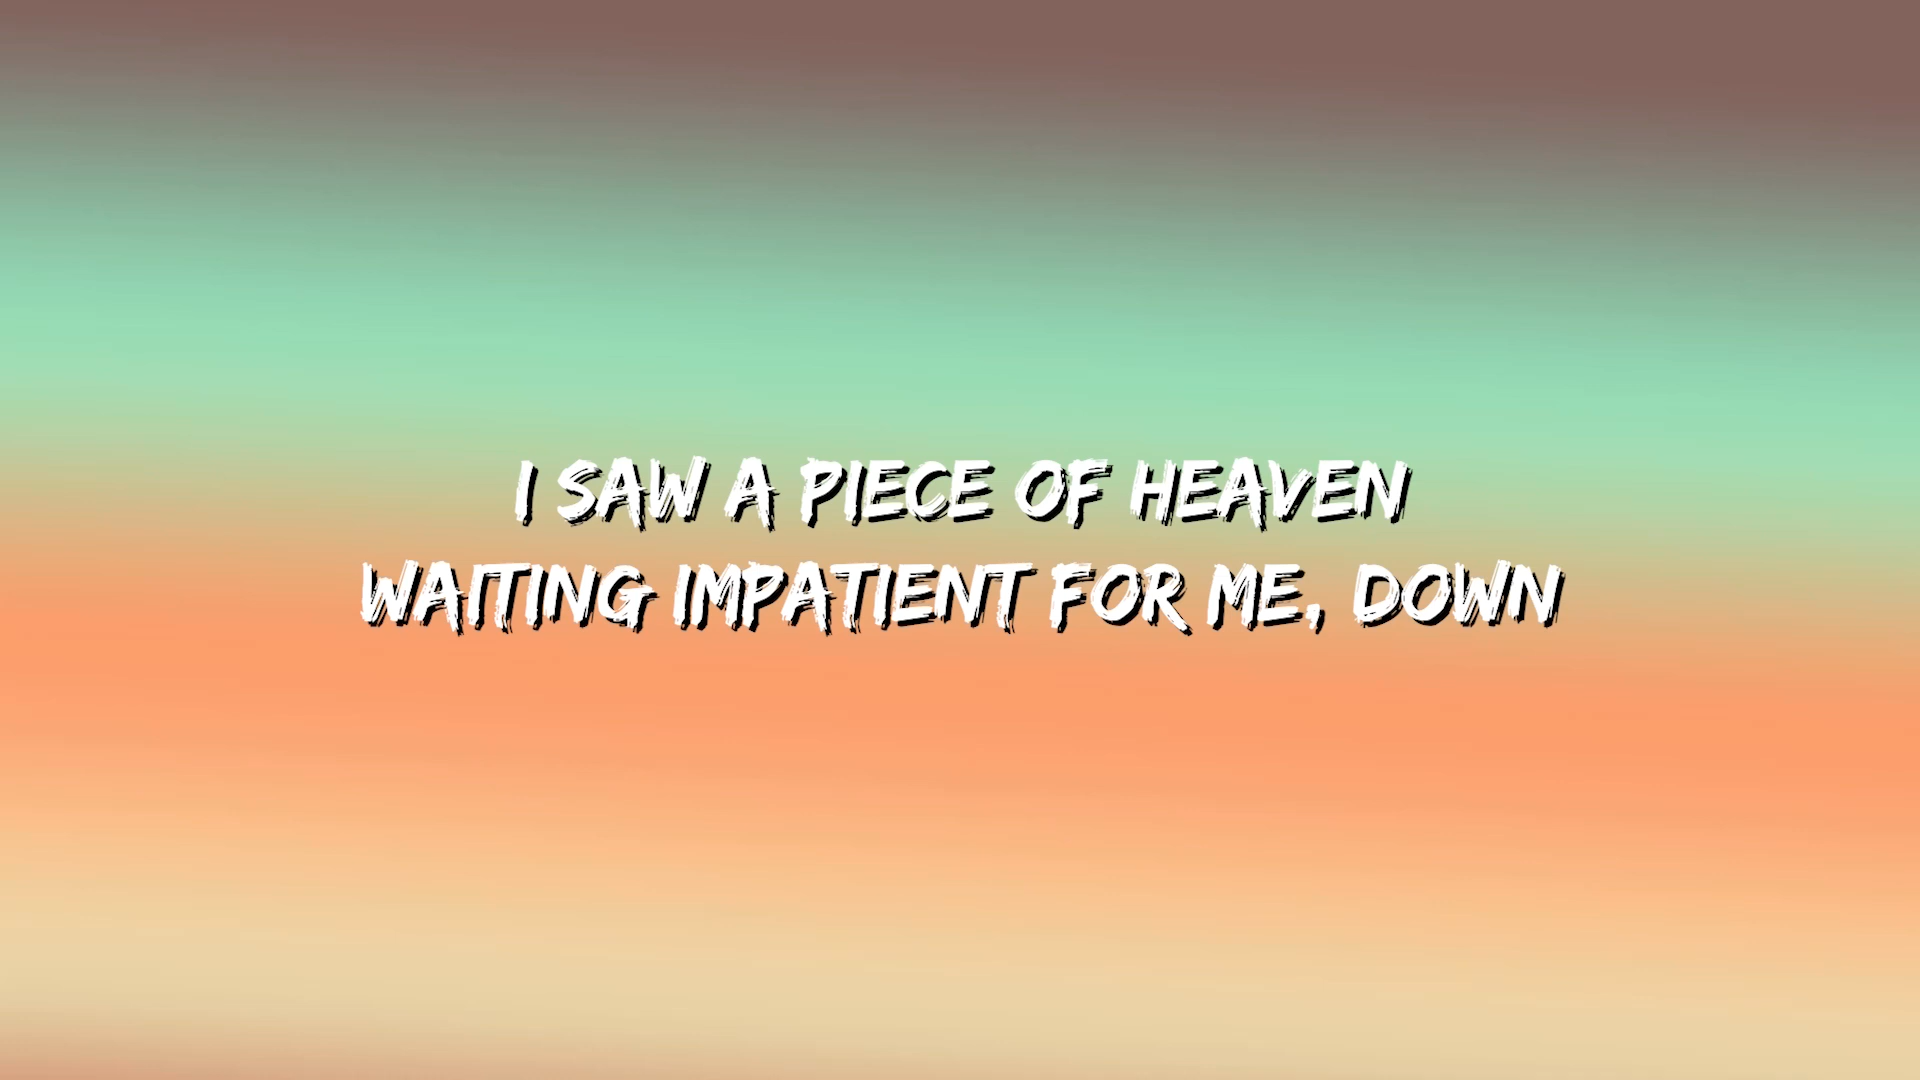 I SAW A PIECE OF HEAVEN
WAITING IMPATIENT FOR ME, DOWN